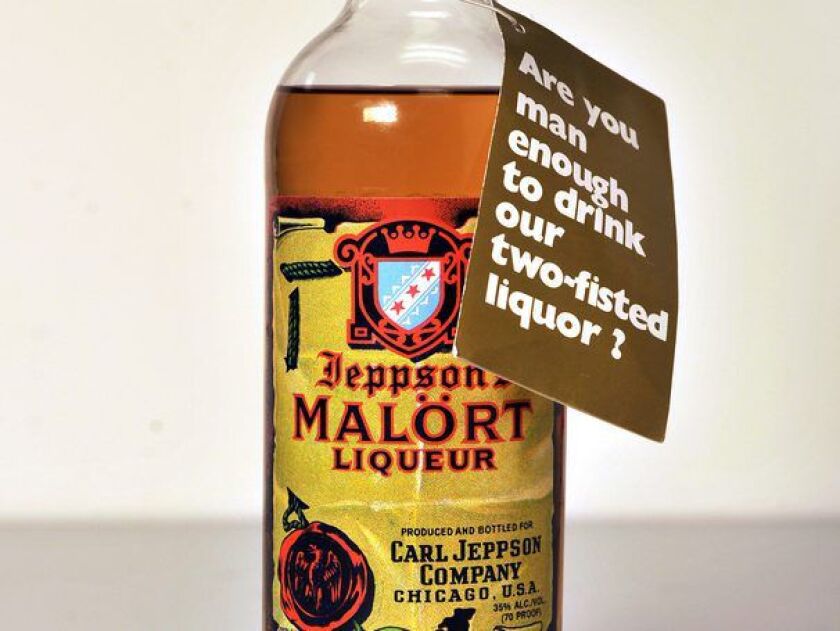 Are you
man
enough
to drink
our
two-fisted
liquor ?
Jeppson's
MALÖRT
LIQUEUR
PRODUCED AND BOTTLED FOR
CARL JEPPSON
COMPANY
CHICAGO, U.S.A.
35% ALC./VOL.
(70 PROOF)